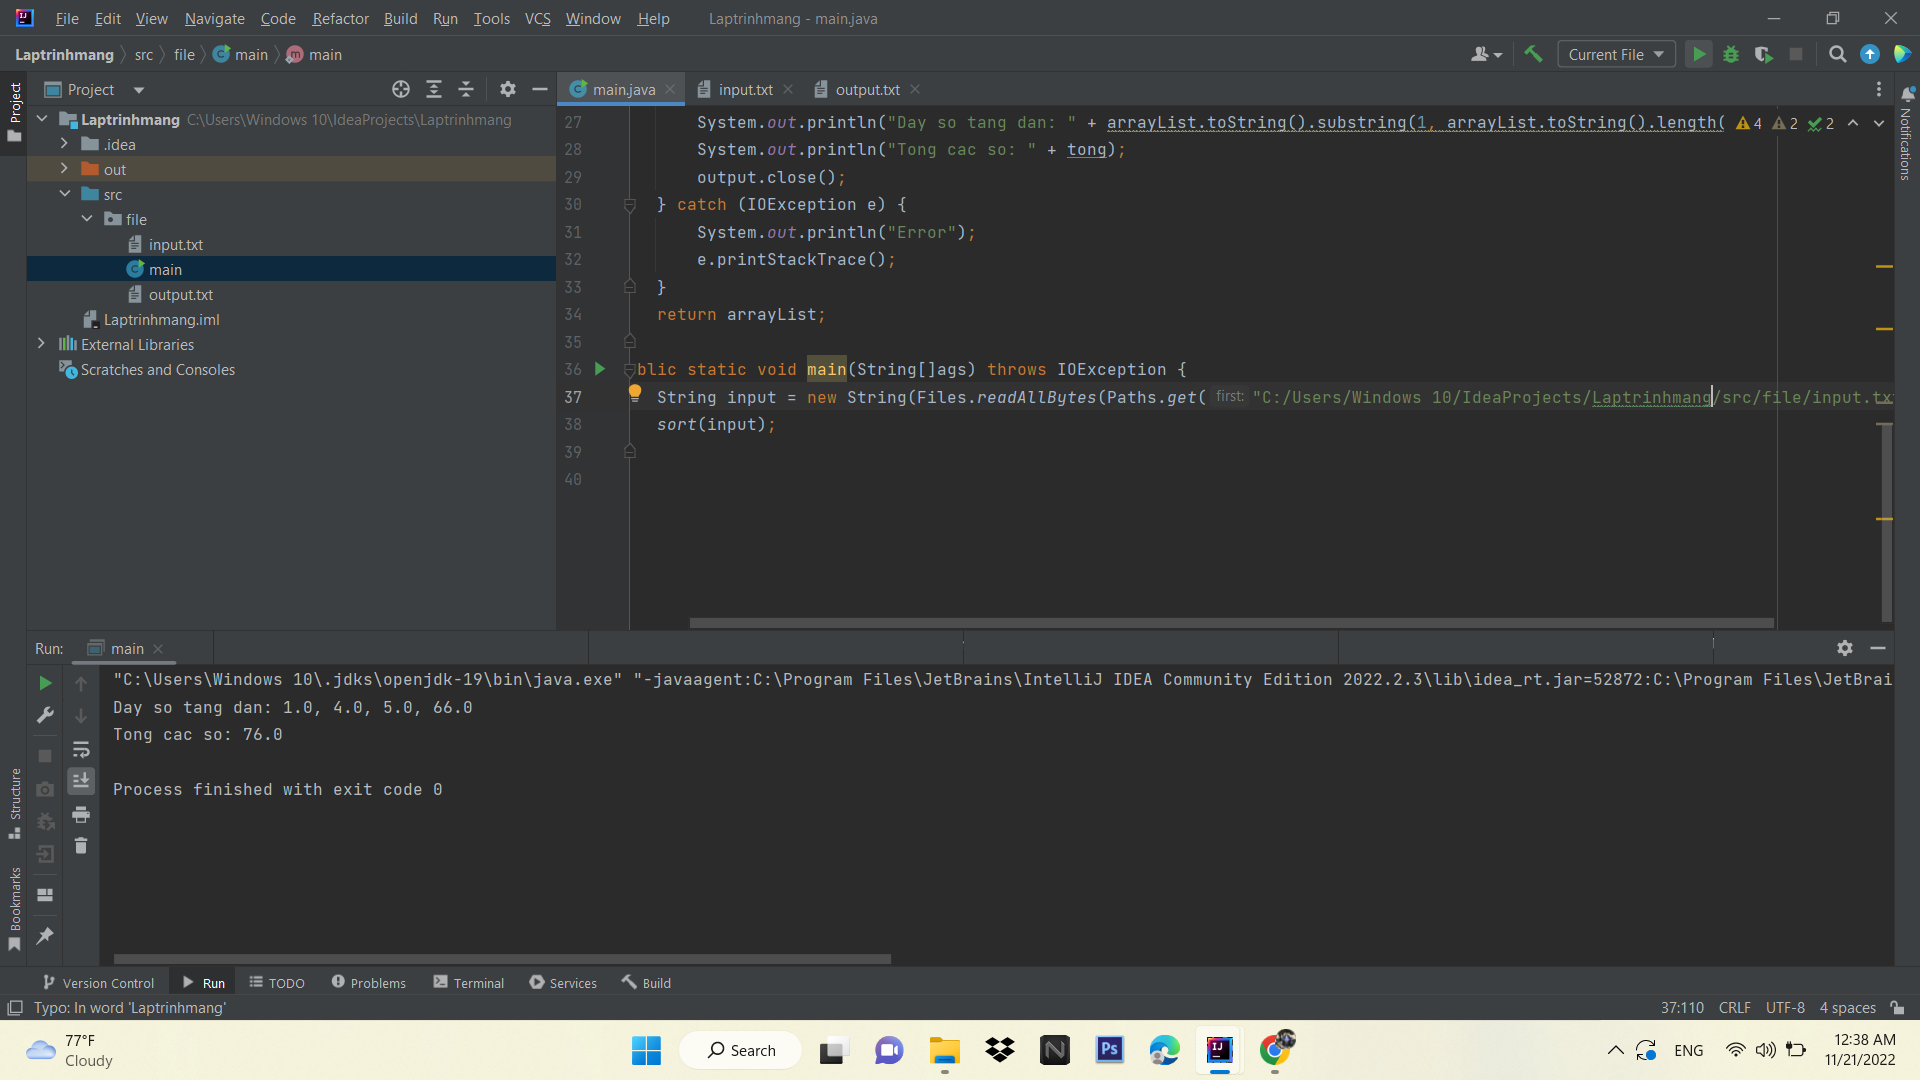 File Edit View Navigate Code Refactor Build Run Tools VCS Window Help Laptrinhmang - main.java
Laptrinhmang src file main main
Current File
Project
Project
main.java input.txt output.txt
Laptrinhmang C:\Users\Windows 10\IdeaProjects\Laptrinhmang
.idea
out
src
file
input.txt
main
output.txt
Laptrinhmang.iml
External Libraries
Scratches and Consoles
27 System.out.println("Day so tang dan: " + arrayList.toString().substring(1, arrayList.toString().length( 4 2 2
28 System.out.println("Tong cac so: " + tong);
29 output.close();
30 } catch (IOException e) {
31 System.out.println("Error");
32 e.printStackTrace();
33 }
34 return arrayList;
35
36 blic static void main(String[]ags) throws IOException {
37 String input = new String(Files.readAllBytes(Paths.get( first: "C:/Users/Windows 10/IdeaProjects/Laptrinhmang/src/file/input.tx
38 sort(input);
39
40
Notifications
Run: main
"C:\Users\Windows 10\.jdks\openjdk-19\bin\java.exe" "-javaagent:C:\Program Files\JetBrains\IntelliJ IDEA Community Edition 2022.2.3\lib\idea_rt.jar=52872:C:\Program Files\JetBrai
Day so tang dan: 1.0, 4.0, 5.0, 66.0
Tong cac so: 76.0
Process finished with exit code 0
Structure
Bookmarks
Version Control Run TODO Problems Terminal Services Build
Typo: In word 'Laptrinhmang' 37:110 CRLF UTF-8 4 spaces
77°F
Cloudy
Search
Ps
IJ
ENG
12:38 AM
11/21/2022